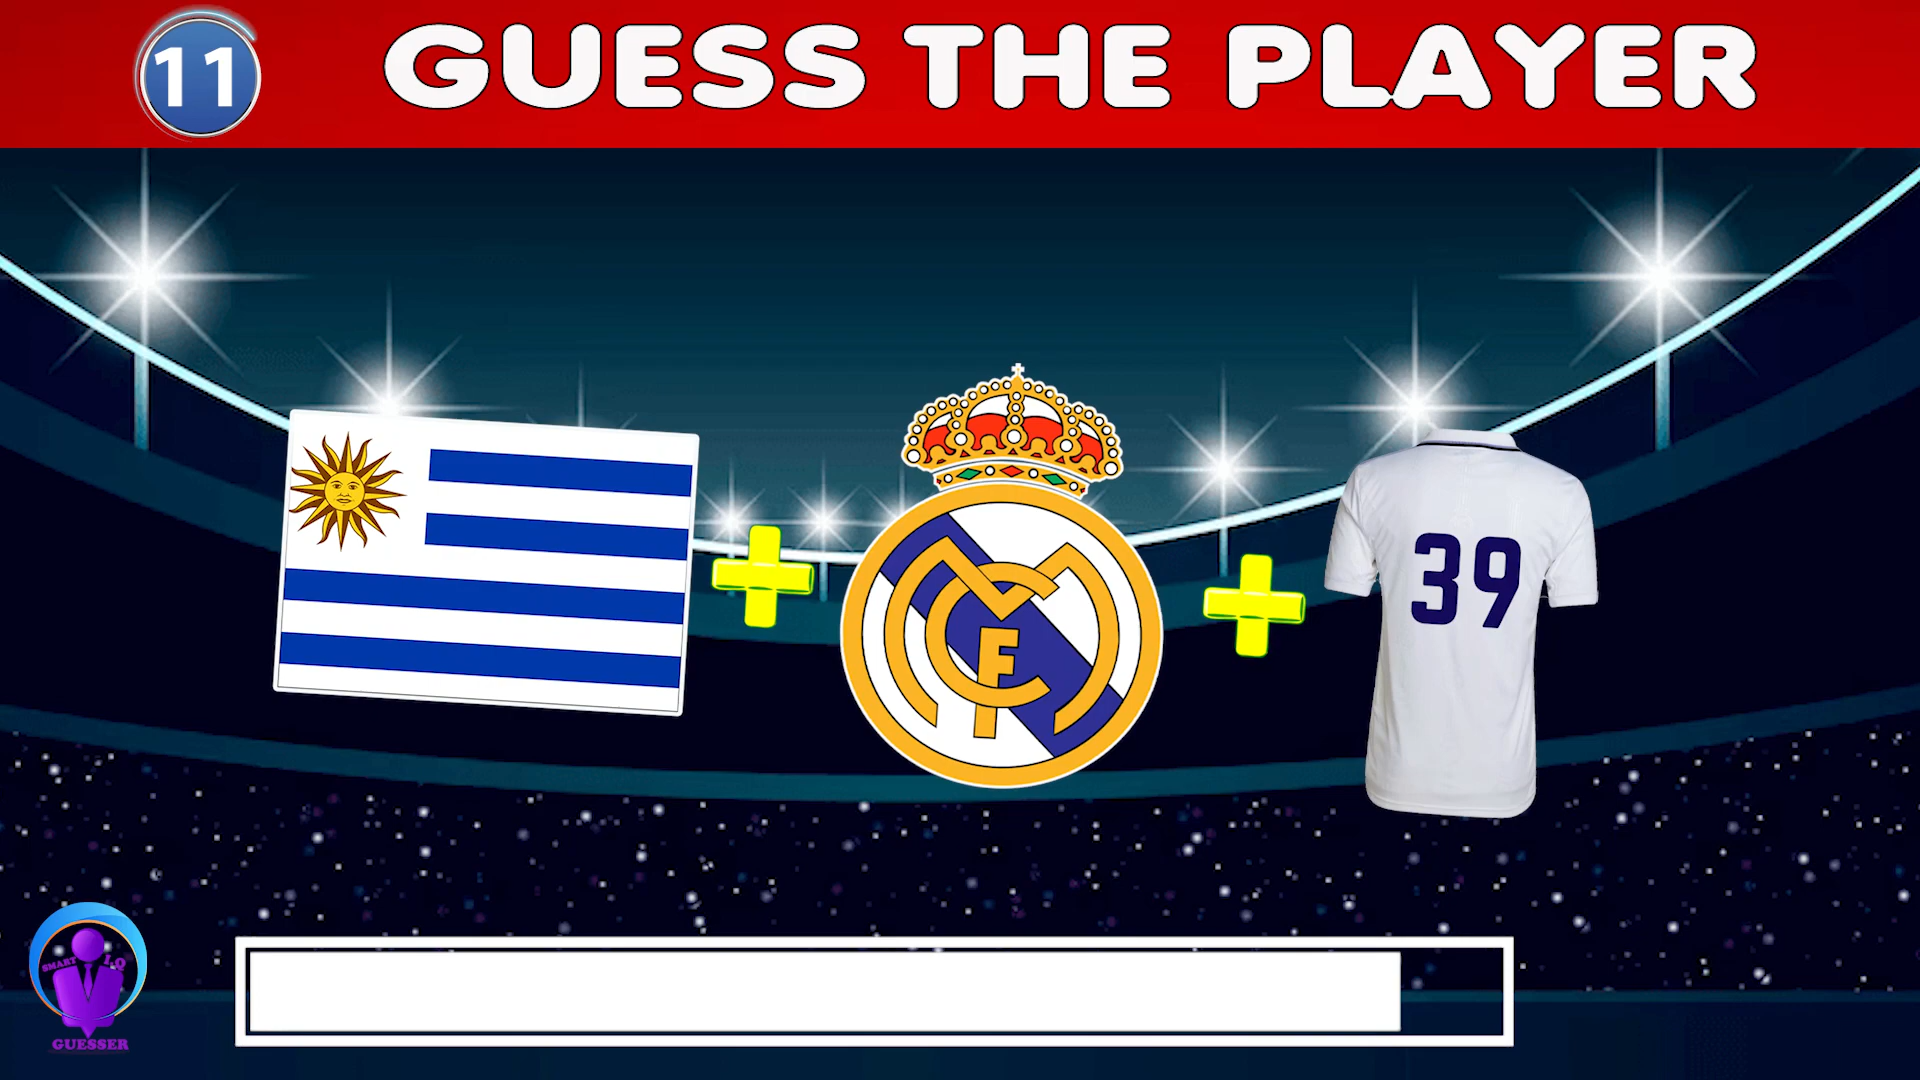 11
GUESS THE PLAYER
39
SMART I.Q
GUESSER